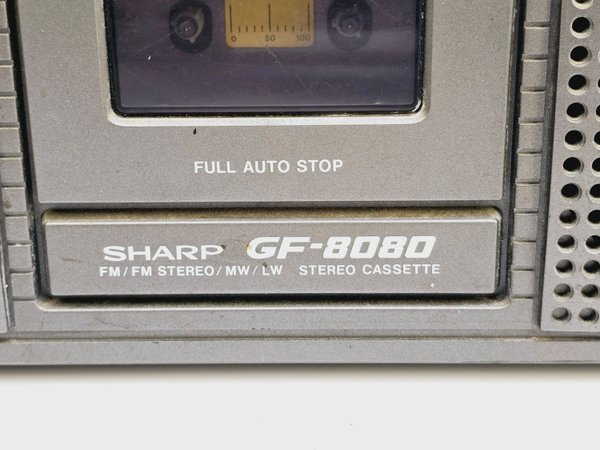 0 50 100
FULL AUTO STOP
SHARP GF-8080
FM/FM STEREO/MW/LW STEREO CASSETTE